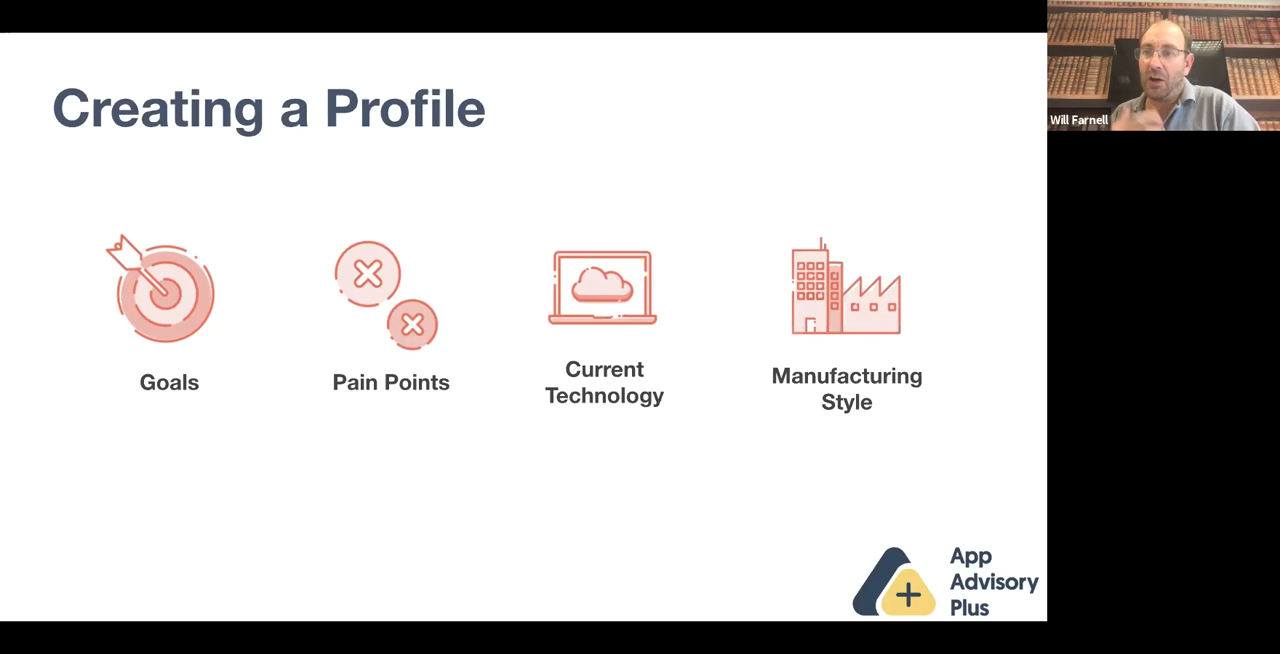 Creating a Profile
Goals
Pain Points
Current
Technology
Manufacturing
Style
App
Advisory
Plus
Will Farnell